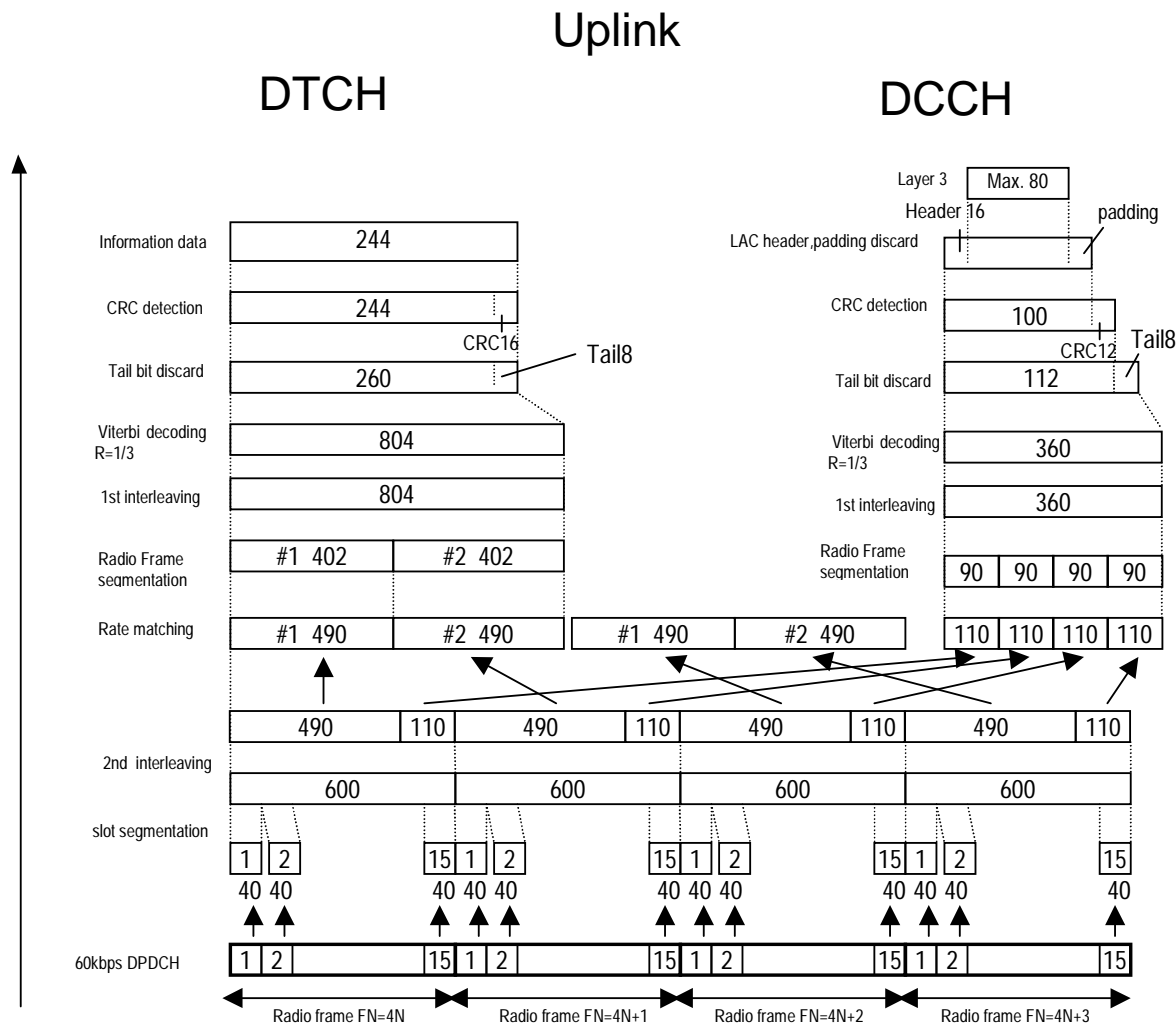 Uplink
DTCH DCCH
Layer 3 Max. 80
Header 16 padding
Information data 244 LAC header,padding discard
CRC detection 244 CRC detection 100
CRC16 Tail8 CRC12 Tail8
Tail bit discard 260 Tail bit discard 112
Viterbi decoding R=1/3 804 Viterbi decoding R=1/3 360
1st interleaving 804 1st interleaving 360
Radio Frame segmentation #1 402 #2 402 Radio Frame segmentation 90 90 90 90
Rate matching #1 490 #2 490 #1 490 #2 490 110 110 110 110
490 110 490 110 490 110 490 110
2nd interleaving
600 600 600 600
slot segmentation
1 2 15 1 2 15 1 2 15 1 2 15
40 40 40 40 40 40 40 40 40 40 40 40
60kbps DPDCH 1 2 15 1 2 15 1 2 15 1 2 15
Radio frame FN=4N Radio frame FN=4N+1 Radio frame FN=4N+2 Radio frame FN=4N+3